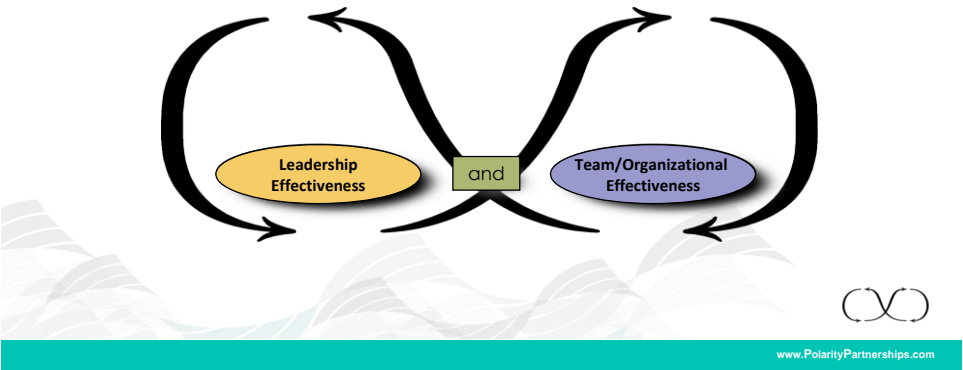 Leadership
Effectiveness
and
Team/Organizational
Effectiveness
www.PolarityPartnerships.com